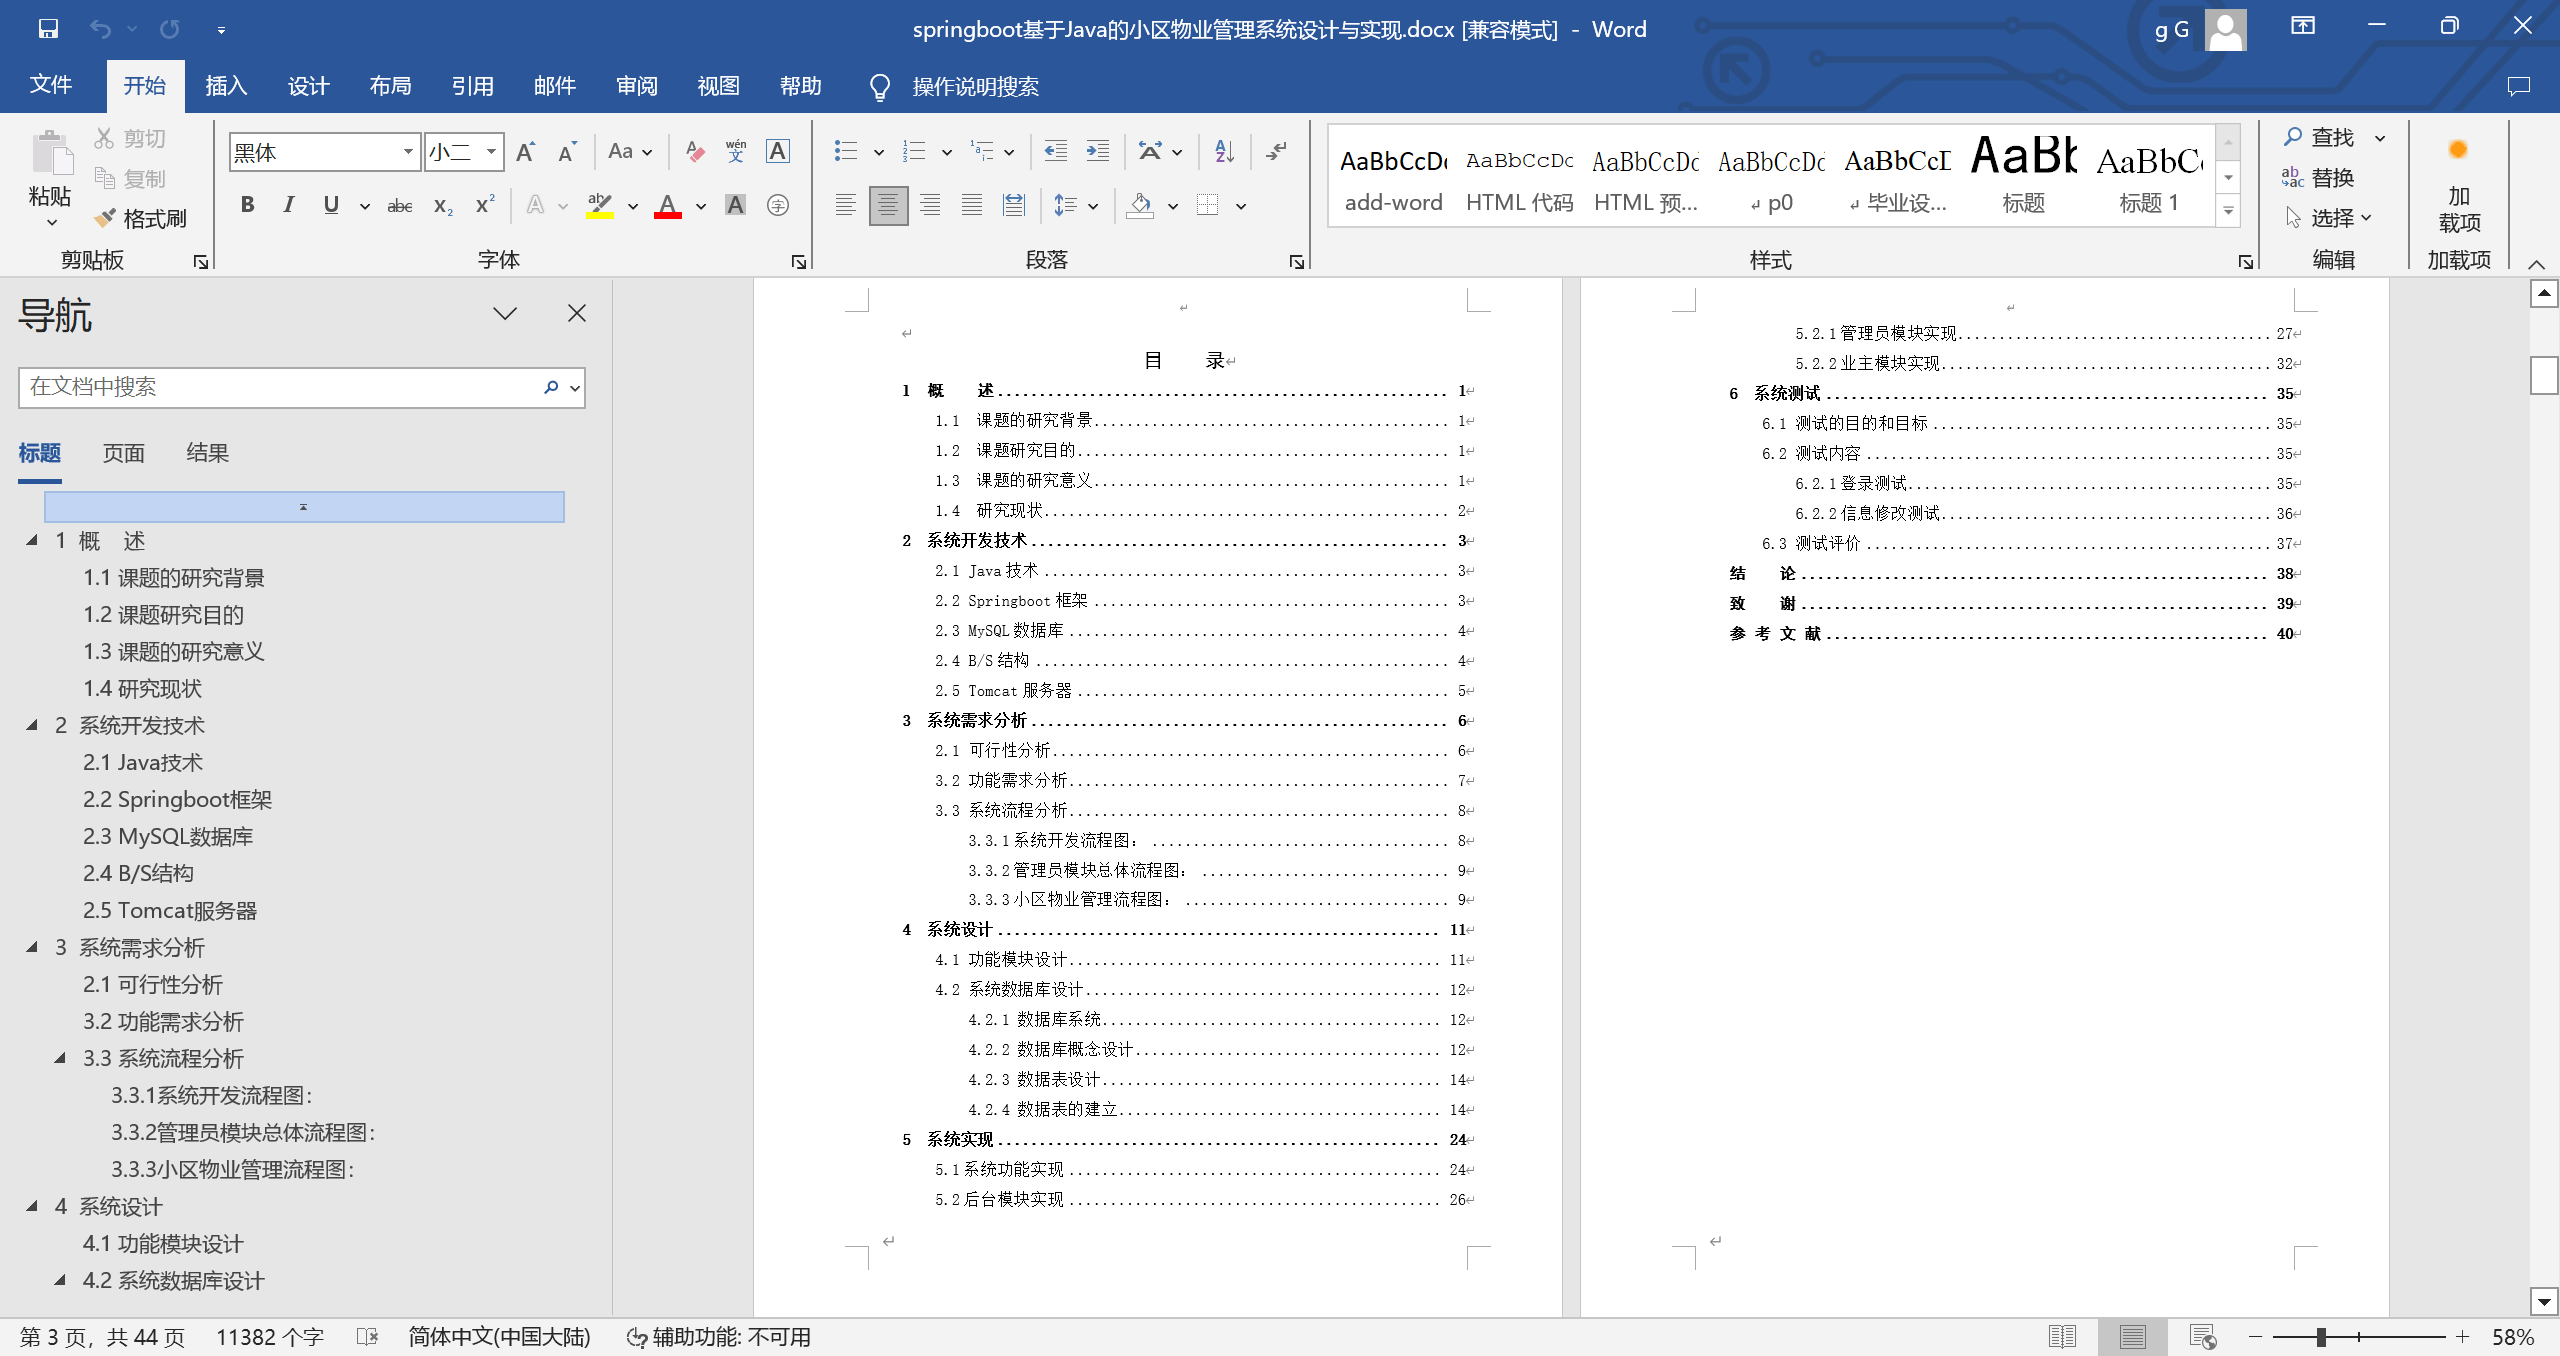 springboot基于Java的小区物业管理系统设计与实现.docx [兼容模式] - Word
g G
文件 开始 插入 设计 布局 引用 邮件 审阅 视图 帮助 操作说明搜索
粘贴
剪切
复制
格式刷
剪贴板
黑体 小二
字体
段落
AaBbCcDc AaBbCcDc AaBbCcDc AaBbCcDc AaBbCcD AaBb AaBbC
add-word HTML 代码 HTML 预... p0 毕业设... 标题 标题 1
样式
查找
替换
选择
编辑
加
载项
加载项
导航
在文档中搜索
标题 页面 结果
1 概 述
1.1 课题的研究背景
1.2 课题研究目的
1.3 课题的研究意义
1.4 研究现状
2 系统开发技术
2.1 Java技术
2.2 Springboot框架
2.3 MySQL数据库
2.4 B/S结构
2.5 Tomcat服务器
3 系统需求分析
2.1 可行性分析
3.2 功能需求分析
3.3 系统流程分析
3.3.1系统开发流程图：
3.3.2管理员模块总体流程图：
3.3.3小区物业管理流程图：
4 系统设计
4.1 功能模块设计
4.2 系统数据库设计
目 录
1 概 述 1
1.1 课题的研究背景 1
1.2 课题研究目的 1
1.3 课题的研究意义 1
1.4 研究现状 2
2 系统开发技术 3
2.1 Java 技术 3
2.2 Springboot 框架 3
2.3 MySQL 数据库 4
2.4 B/S 结构 4
2.5 Tomcat 服务器 5
3 系统需求分析 6
2.1 可行性分析 6
3.2 功能需求分析 7
3.3 系统流程分析 8
3.3.1 系统开发流程图： 8
3.3.2 管理员模块总体流程图： 9
3.3.3 小区物业管理流程图： 9
4 系统设计 11
4.1 功能模块设计 11
4.2 系统数据库设计 12
4.2.1 数据库系统 12
4.2.2 数据库概念设计 12
4.2.3 数据表设计 14
4.2.4 数据表的建立 14
5 系统实现 24
5.1 系统功能实现 24
5.2 后台模块实现 26
5.2.1 管理员模块实现 27
5.2.2 业主模块实现 32
6 系统测试 35
6.1 测试的目的和目标 35
6.2 测试内容 35
6.2.1 登录测试 35
6.2.2 信息修改测试 36
6.3 测试评价 37
结 论 38
致 谢 39
参 考 文 献 40
第 3 页，共 44 页 11382 个字 简体中文(中国大陆) 辅助功能: 不可用 58%